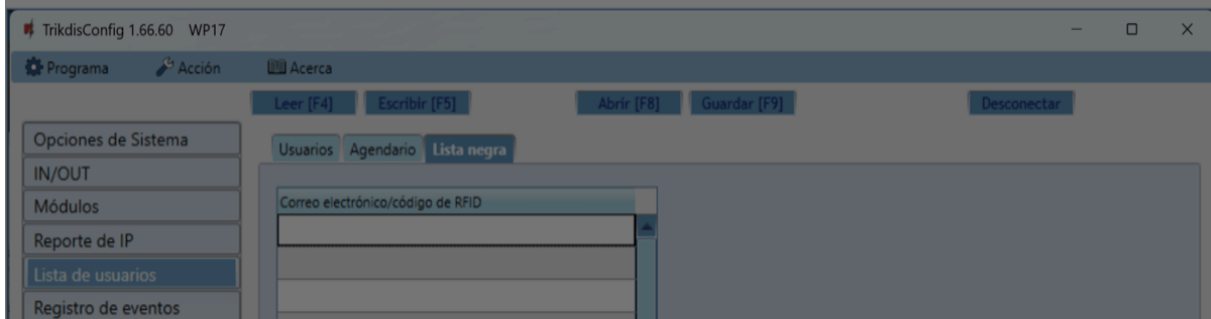 TrikdisConfig 1.66.60 WP17
Programa Acción Acerca
Leer [F4] Escribir [F5] Abrir [F8] Guardar [F9] Desconectar
Opciones de Sistema
IN/OUT
Módulos
Reporte de IP
Lista de usuarios
Registro de eventos
Usuarios Agendario Lista negra
Correo electrónico/código de RFID